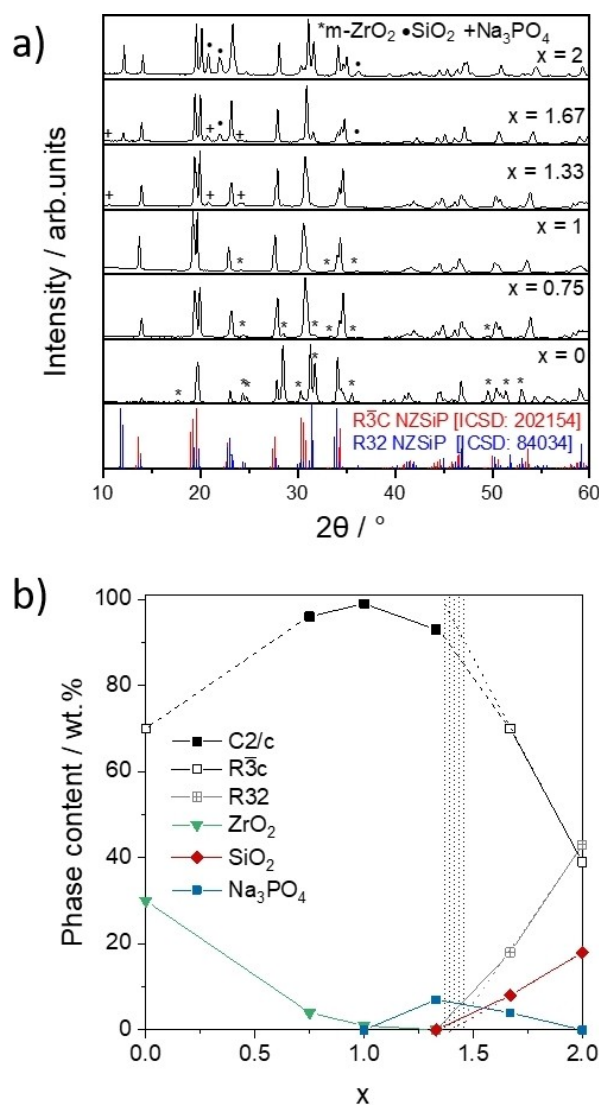 a)
*m-ZrO2 •SiO2 +Na3PO4
x = 2
x = 1.67
x = 1.33
x = 1
x = 0.75
x = 0
R3̅C NZSiP [ICSD: 202154]
R32 NZSiP [ICSD: 84034]
Intensity / arb.units
10 20 30 40 50 60
2θ / °
b)
100
80
60
40
20
0
Phase content / wt.%
C2/c
R3̅c
R32
ZrO2
SiO2
Na3PO4
0.0 0.5 1.0 1.5 2.0
x